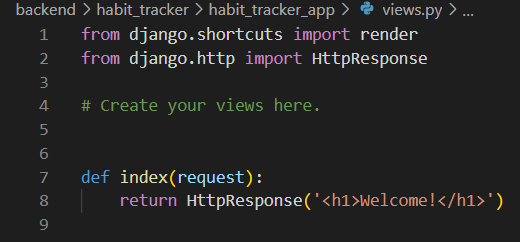 backend > habit_tracker > habit_tracker_app > views.py > ...
1 from django.shortcuts import render
2 from django.http import HttpResponse
3
4 # Create your views here.
5
6
7 def index(request):
8     return HttpResponse('<h1>Welcome!</h1>')
9